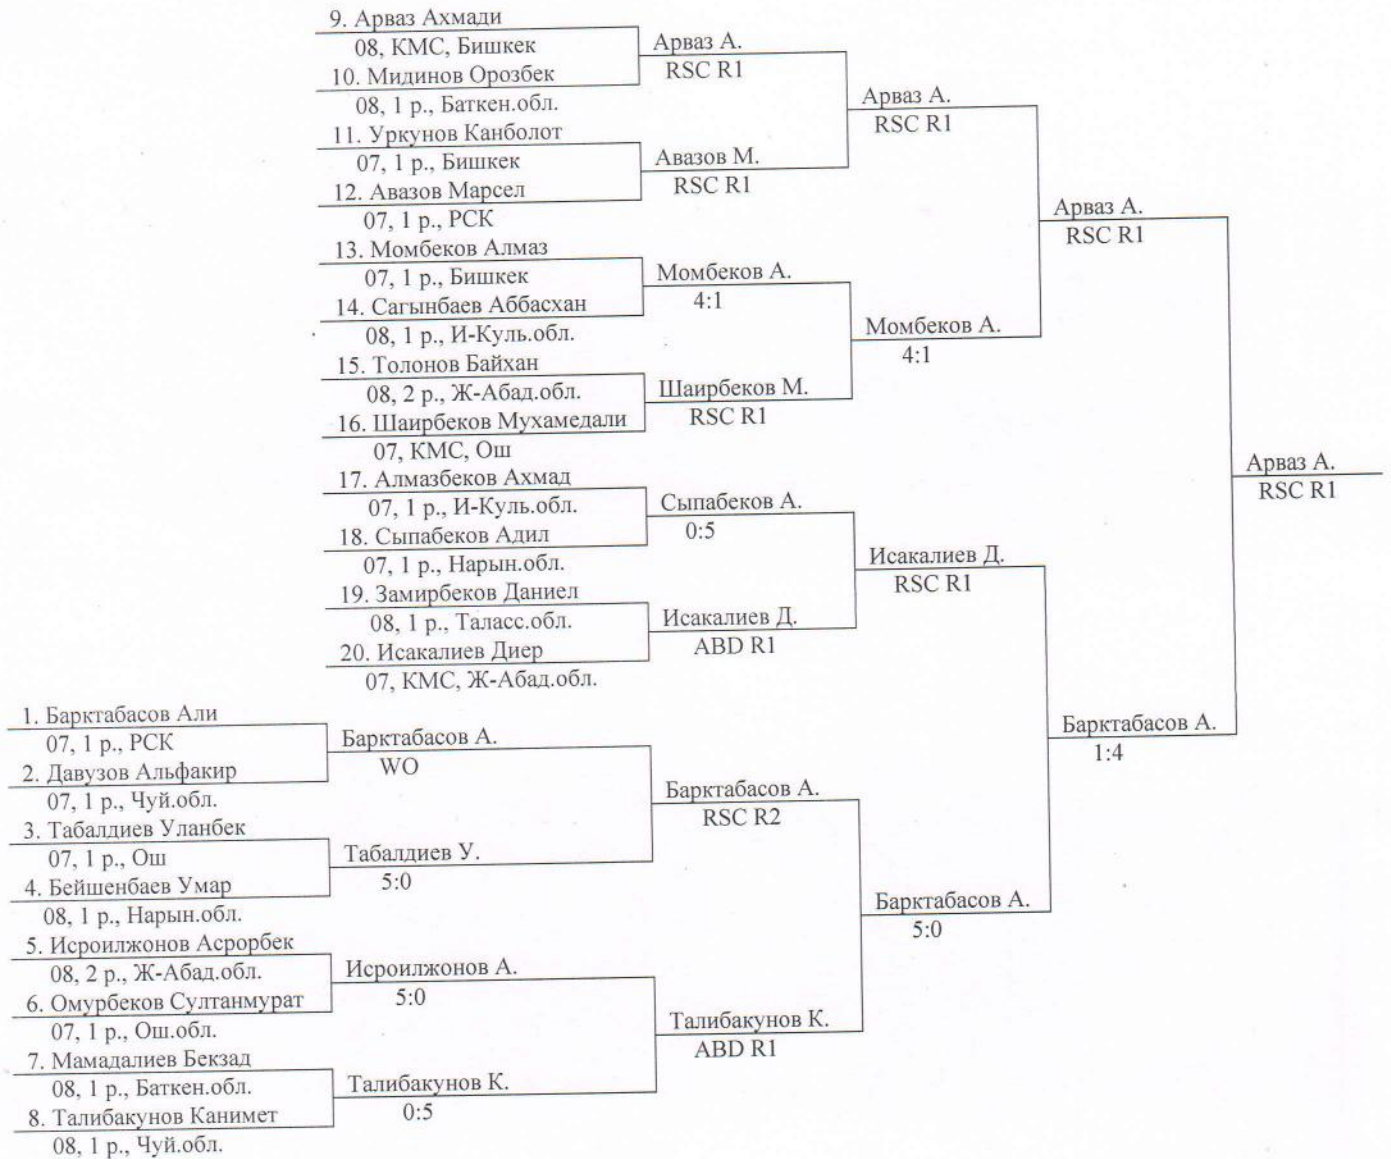 9. Арваз Ахмади
08, КМС, Бишкек
10. Мидинов Орозбек
08, 1 р., Баткен.обл.
11. Уркунов Канболот
07, 1 р., Бишкек
12. Авазов Марсел
07, 1 р., РСК
13. Момбеков Алмаз
07, 1 р., Бишкек
14. Сагынбаев Аббасхан
08, 1 р., И-Куль.обл.
15. Толонов Байхан
08, 2 р., Ж-Абад.обл.
16. Шаирбеков Мухамедали
07, КМС, Ош
17. Алмазбеков Ахмад
07, 1 р., И-Куль.обл.
18. Сыпабеков Адил
07, 1 р., Нарын.обл.
19. Замирбеков Даниел
08, 1 р., Таласс.обл.
20. Исакалиев Диер
07, КМС, Ж-Абад.обл.
Арваз А.
RSC R1
Авазов М.
RSC R1
Момбеков А.
4:1
Шаирбеков М.
RSC R1
Сыпабеков А.
0:5
Исакалиев Д.
ABD R1
Арваз А.
RSC R1
Момбеков А.
4:1
Исакалиев Д.
RSC R1
Арваз А.
RSC R1
Барктабасов А.
1:4
Арваз А.
RSC R1
1. Барктабасов Али
07, 1 р., РСК
2. Давузов Альфакир
07, 1 р., Чуй.обл.
3. Табалдиев Уланбек
07, 1 р., Ош
4. Бейшенбаев Умар
08, 1 р., Нарын.обл.
5. Исроилжонов Асрорбек
08, 2 р., Ж-Абад.обл.
6. Омурбеков Султанмурат
07, 1 р., Ош.обл.
7. Мамадалиев Бекзад
08, 1 р., Баткен.обл.
8. Талибакунов Канимет
08, 1 р., Чуй.обл.
Барктабасов А.
WO
Табалдиев У.
5:0
Исроилжонов А.
5:0
Талибакунов К.
0:5
Барктабасов А.
RSC R2
Талибакунов К.
ABD R1
Барктабасов А.
5:0